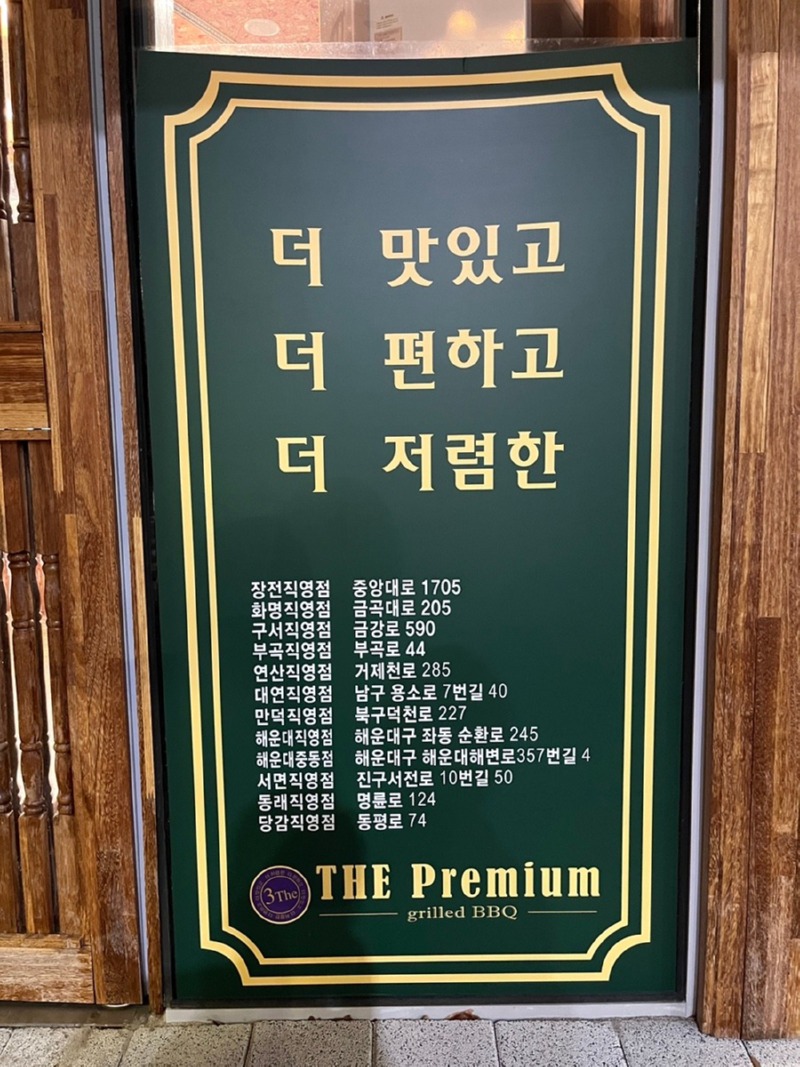 더 맛있고
더 편하고
더 저렴한
장전직영점 중앙대로 1705
화명직영점 금곡대로 205
구서직영점 금강로 590
부곡직영점 부곡로 44
연산직영점 거제천로 285
대연직영점 남구 용소로 7번길 40
만덕직영점 북구덕천로 227
해운대직영점 해운대구 좌동 순환로 245
해운대중동점 해운대구 해운대해변로357번길 4
서면직영점 진구서전로 10번길 50
동래직영점 명륜로 124
당감직영점 동평로 74
3The
THE Premium
grilled BBQ